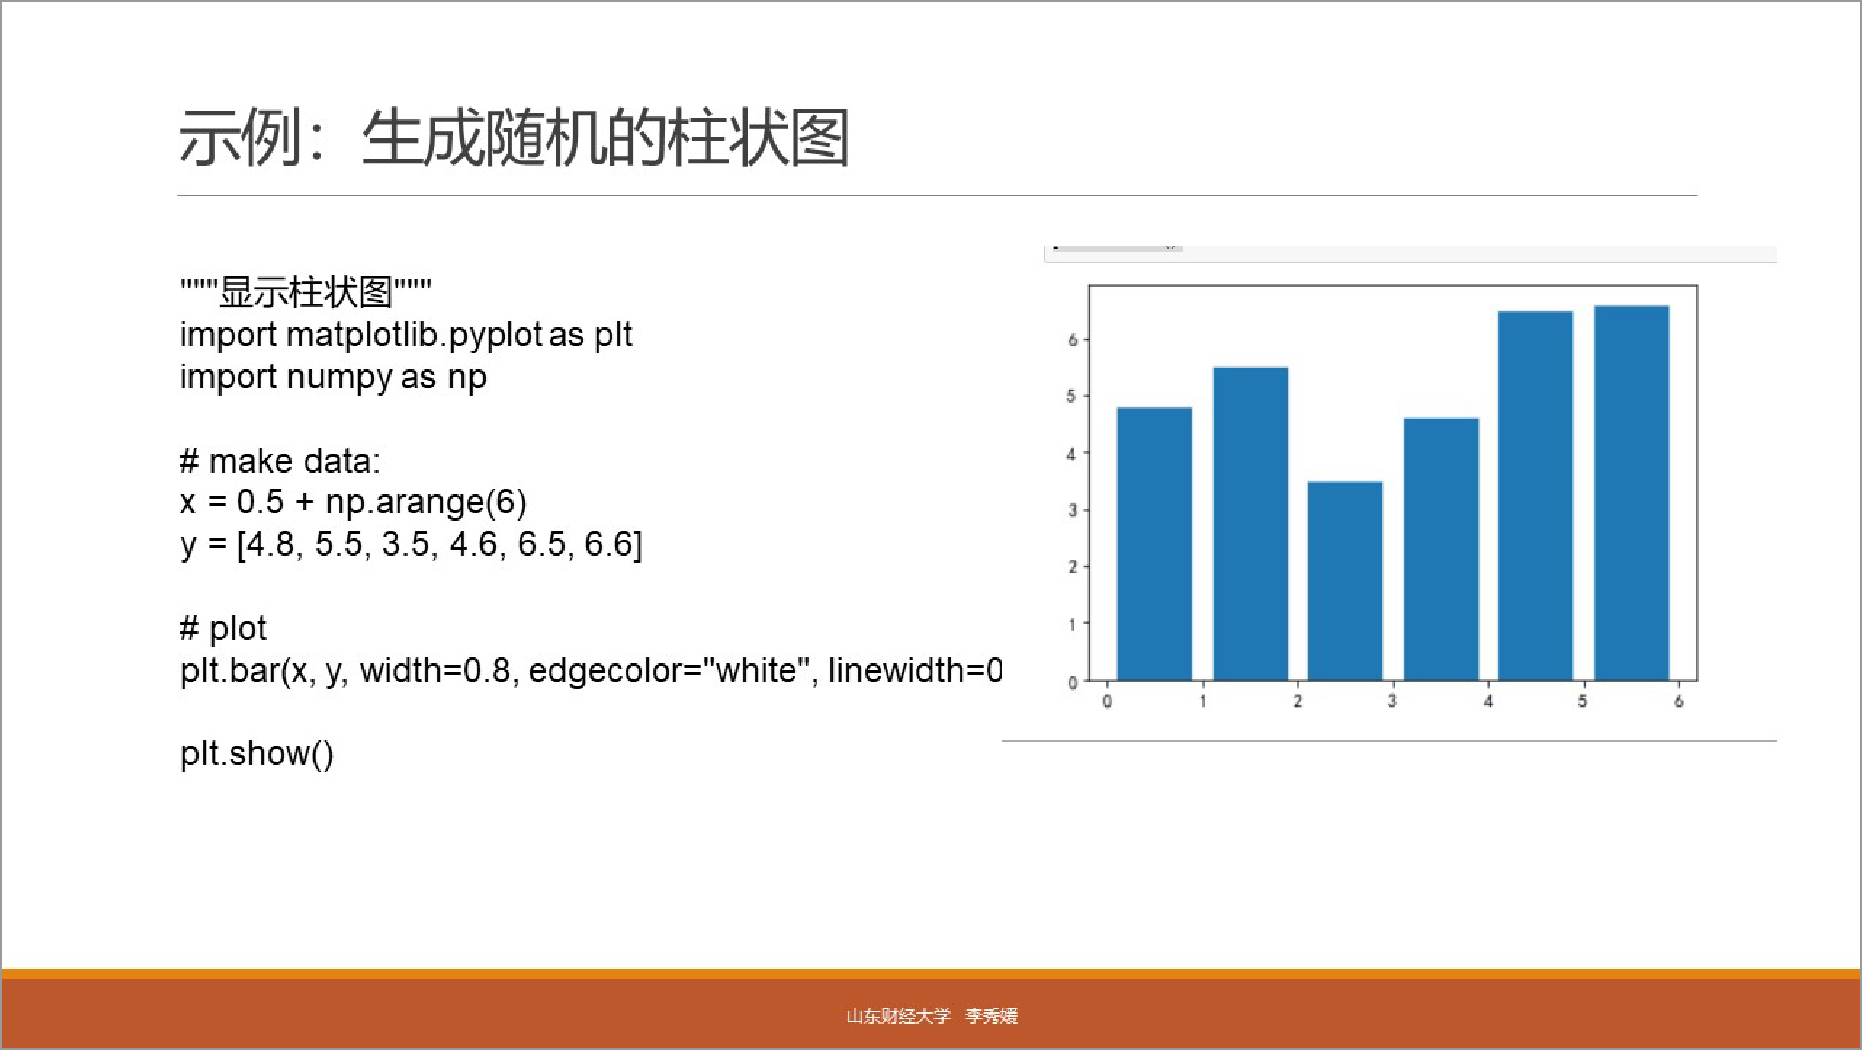 示例：生成随机的柱状图
"""显示柱状图"""
import matplotlib.pyplot as plt
import numpy as np
# make data:
x = 0.5 + np.arange(6)
y = [4.8, 5.5, 3.5, 4.6, 6.5, 6.6]
# plot
plt.bar(x, y, width=0.8, edgecolor="white", linewidth=0
plt.show()
6
5
4
3
2
1
0
0 1 2 3 4 5 6
山东财经大学 李秀媛